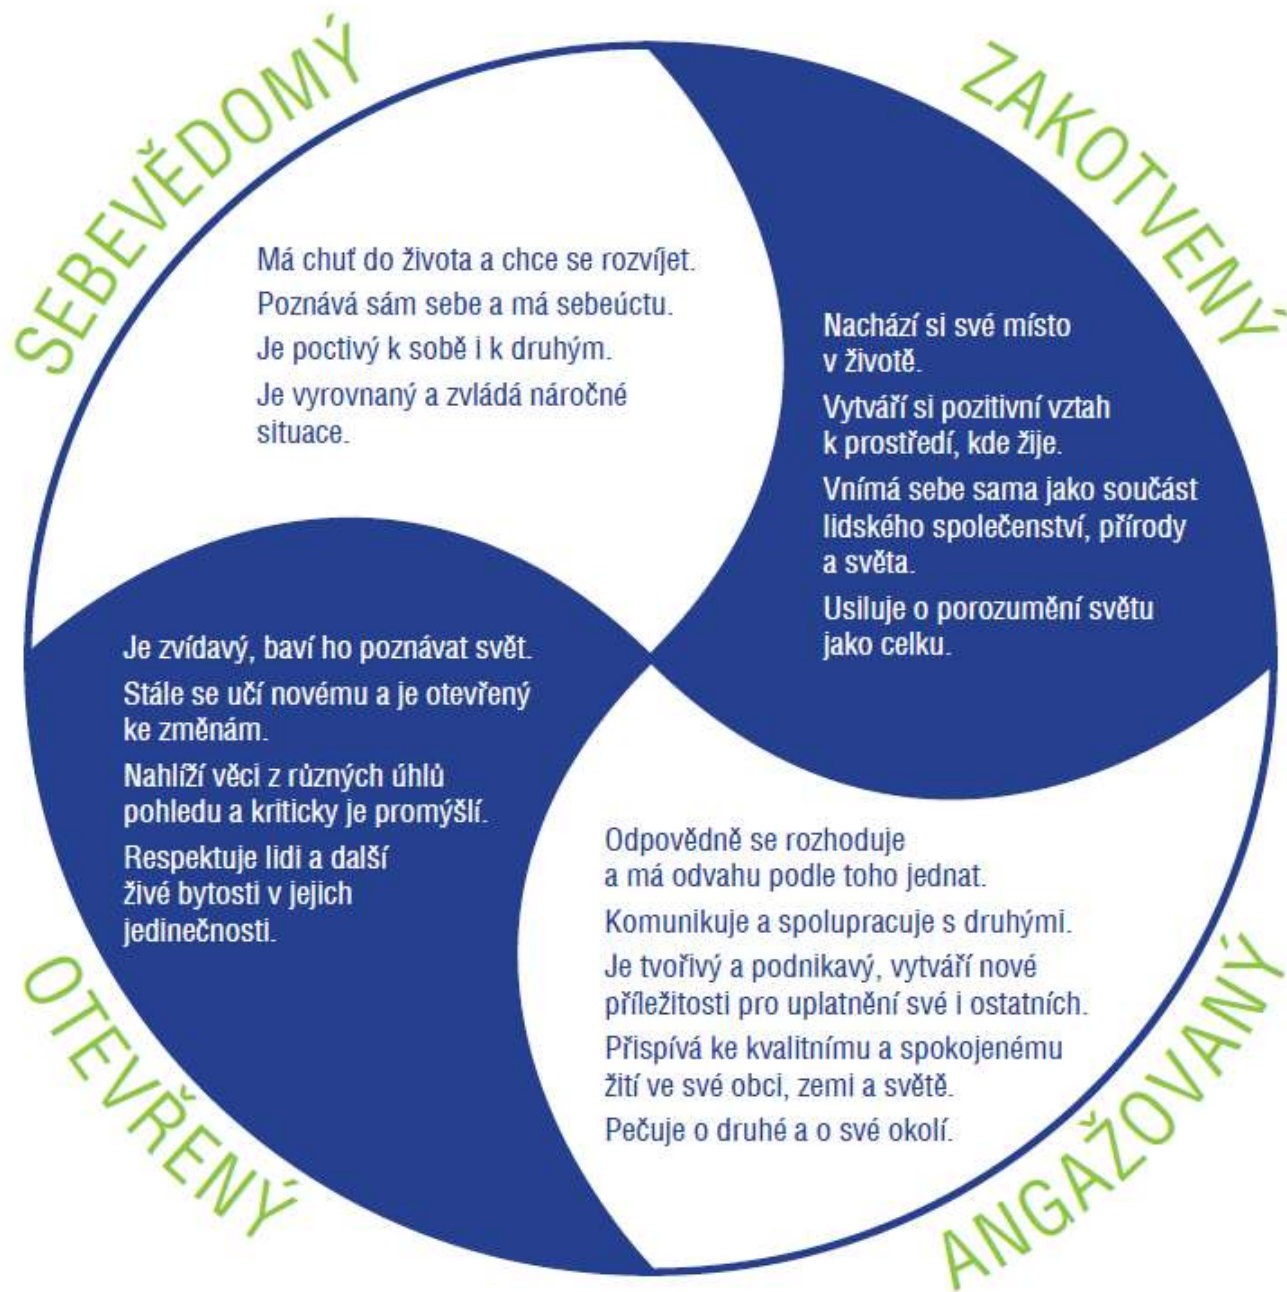 SEBEVĚDOMÝ
Má chuť do života a chce se rozvíjet.
Poznává sám sebe a má sebeúctu.
Je poctivý k sobě i k druhým.
Je vyrovnaný a zvládá náročné
situace.
ZAKOTVENÝ
Nachází si své místo
v životě.
Vytváří si pozitivní vztah
k prostředí, kde žije.
Vnímá sebe sama jako součást
lidského společenství, přírody
a světa.
Usiluje o porozumění světu
jako celku.
OTEVŘENÝ
Je zvídavý, baví ho poznávat svět.
Stále se učí novému a je otevřený
ke změnám.
Nahlíží věci z různých úhlů
pohledu a kriticky je promýšlí.
Respektuje lidi a další
živé bytosti v jejich
jedinečnosti.
ANGAŽOVANÝ
Odpovědně se rozhoduje
a má odvahu podle toho jednat.
Komunikuje a spolupracuje s druhými.
Je tvořivý a podnikavý, vytváří nové
příležitosti pro uplatnění své i ostatních.
Přispívá ke kvalitnímu a spokojenému
žití ve své obci, zemi a světě.
Pečuje o druhé a o své okolí.